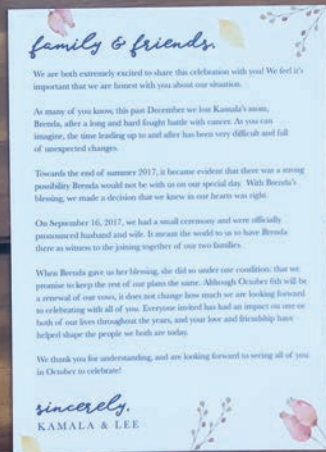 family & friends,
We are both extremely excited to share this celebration with you! We feel it's
important that we are honest with you about our situation.
As many of you know, this past December we lost Kamala's mom,
Brenda, after a long and hard fought battle with cancer. As you can
imagine, the time leading up to and after has been very difficult and full
of unexpected changes.
Towards the end of summer 2017, it became evident that there was a strong
possibility Brenda would not be with us on our special day. With Brenda's
blessing, we made a decision that we knew in our hearts was right.
On September 16, 2017, we had a small ceremony and were officially
pronounced husband and wife. It meant the world to us to have Brenda
there as witness to the joining together of our two families.
When Brenda gave us her blessing, she did so under one condition: that we
promise to keep the rest of our plans the same. Although October 6th will be
a renewal of our vows, it does not change how much we are looking forward
to celebrating with all of you. Everyone invited has had an impact on one or
both of our lives throughout the years, and your love and friendship have
helped shape the people we both are today.
We thank you for understanding, and are looking forward to seeing all of you
in October to celebrate!
sincerely,
KAMALA & LEE